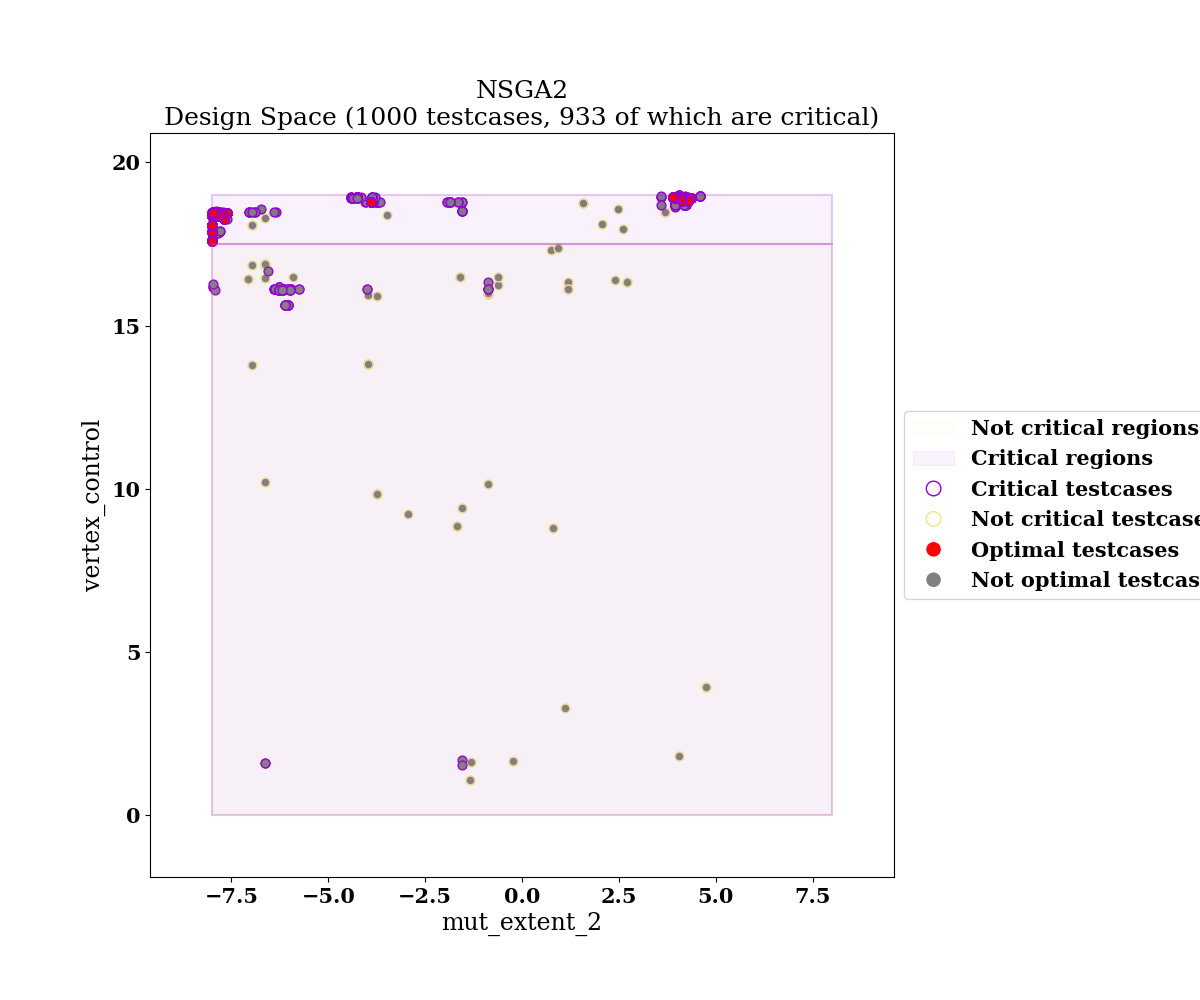 NSGA2
Design Space (1000 testcases, 933 of which are critical)
20
15
10
5
0
vertex_control
−7.5
−5.0
−2.5
0.0
2.5
5.0
7.5
mut_extent_2
Not critical regions
Critical regions
Critical testcases
Not critical testcase
Optimal testcases
Not optimal testcas